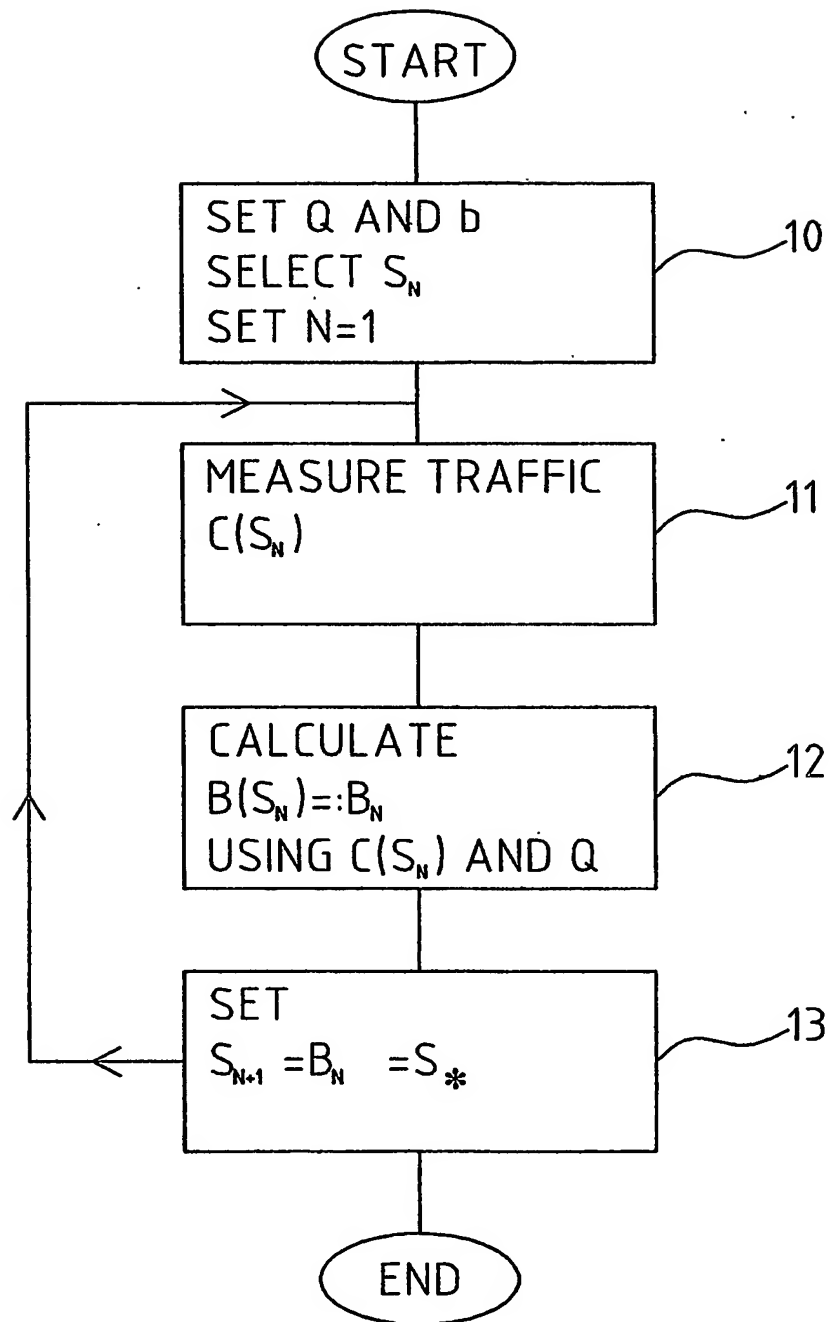 START
SET Q AND b
SELECT S_N
SET N=1
10
MEASURE TRAFFIC
C(S_N)
11
CALCULATE
B(S_N)=:B_N
USING C(S_N) AND Q
12
SET
S_N+1 =B_N =S_*
13
END